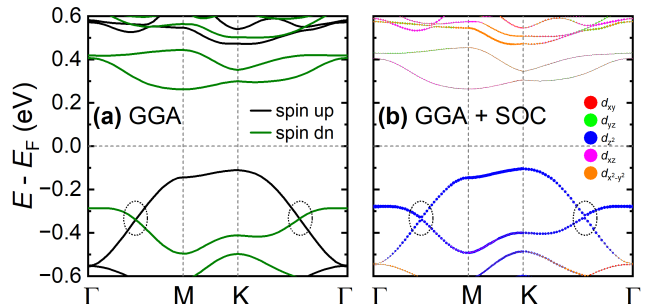 E - E_F (eV)
0.6
0.4
0.2
0.0
−0.2
−0.4
−0.6
(a) GGA
spin up
spin dn
Γ M K Γ
(b) GGA + SOC
d_xy
d_yz
d_z²
d_xz
d_x²-y²
Γ M K Γ